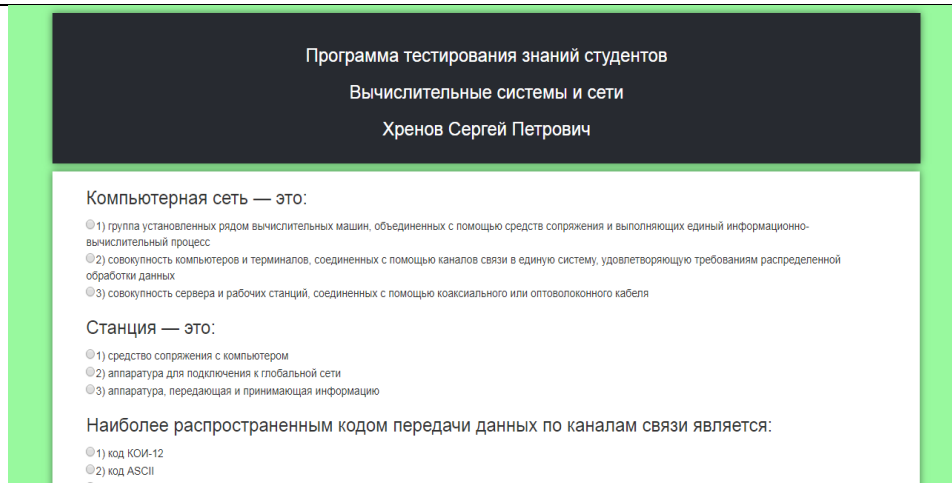 Программа тестирования знаний студентов
Вычислительные системы и сети
Хренов Сергей Петрович
Компьютерная сеть — это:
1) группа установленных рядом вычислительных машин, объединенных с помощью средств сопряжения и выполняющих единый информационно-
вычислительный процесс
2) совокупность компьютеров и терминалов, соединенных с помощью каналов связи в единую систему, удовлетворяющую требованиям распределенной
обработки данных
3) совокупность сервера и рабочих станций, соединенных с помощью коаксиального или оптоволоконного кабеля
Станция — это:
1) средство сопряжения с компьютером
2) аппаратура для подключения к глобальной сети
3) аппаратура, передающая и принимающая информацию
Наиболее распространенным кодом передачи данных по каналам связи является:
1) код КОИ-12
2) код ASCII